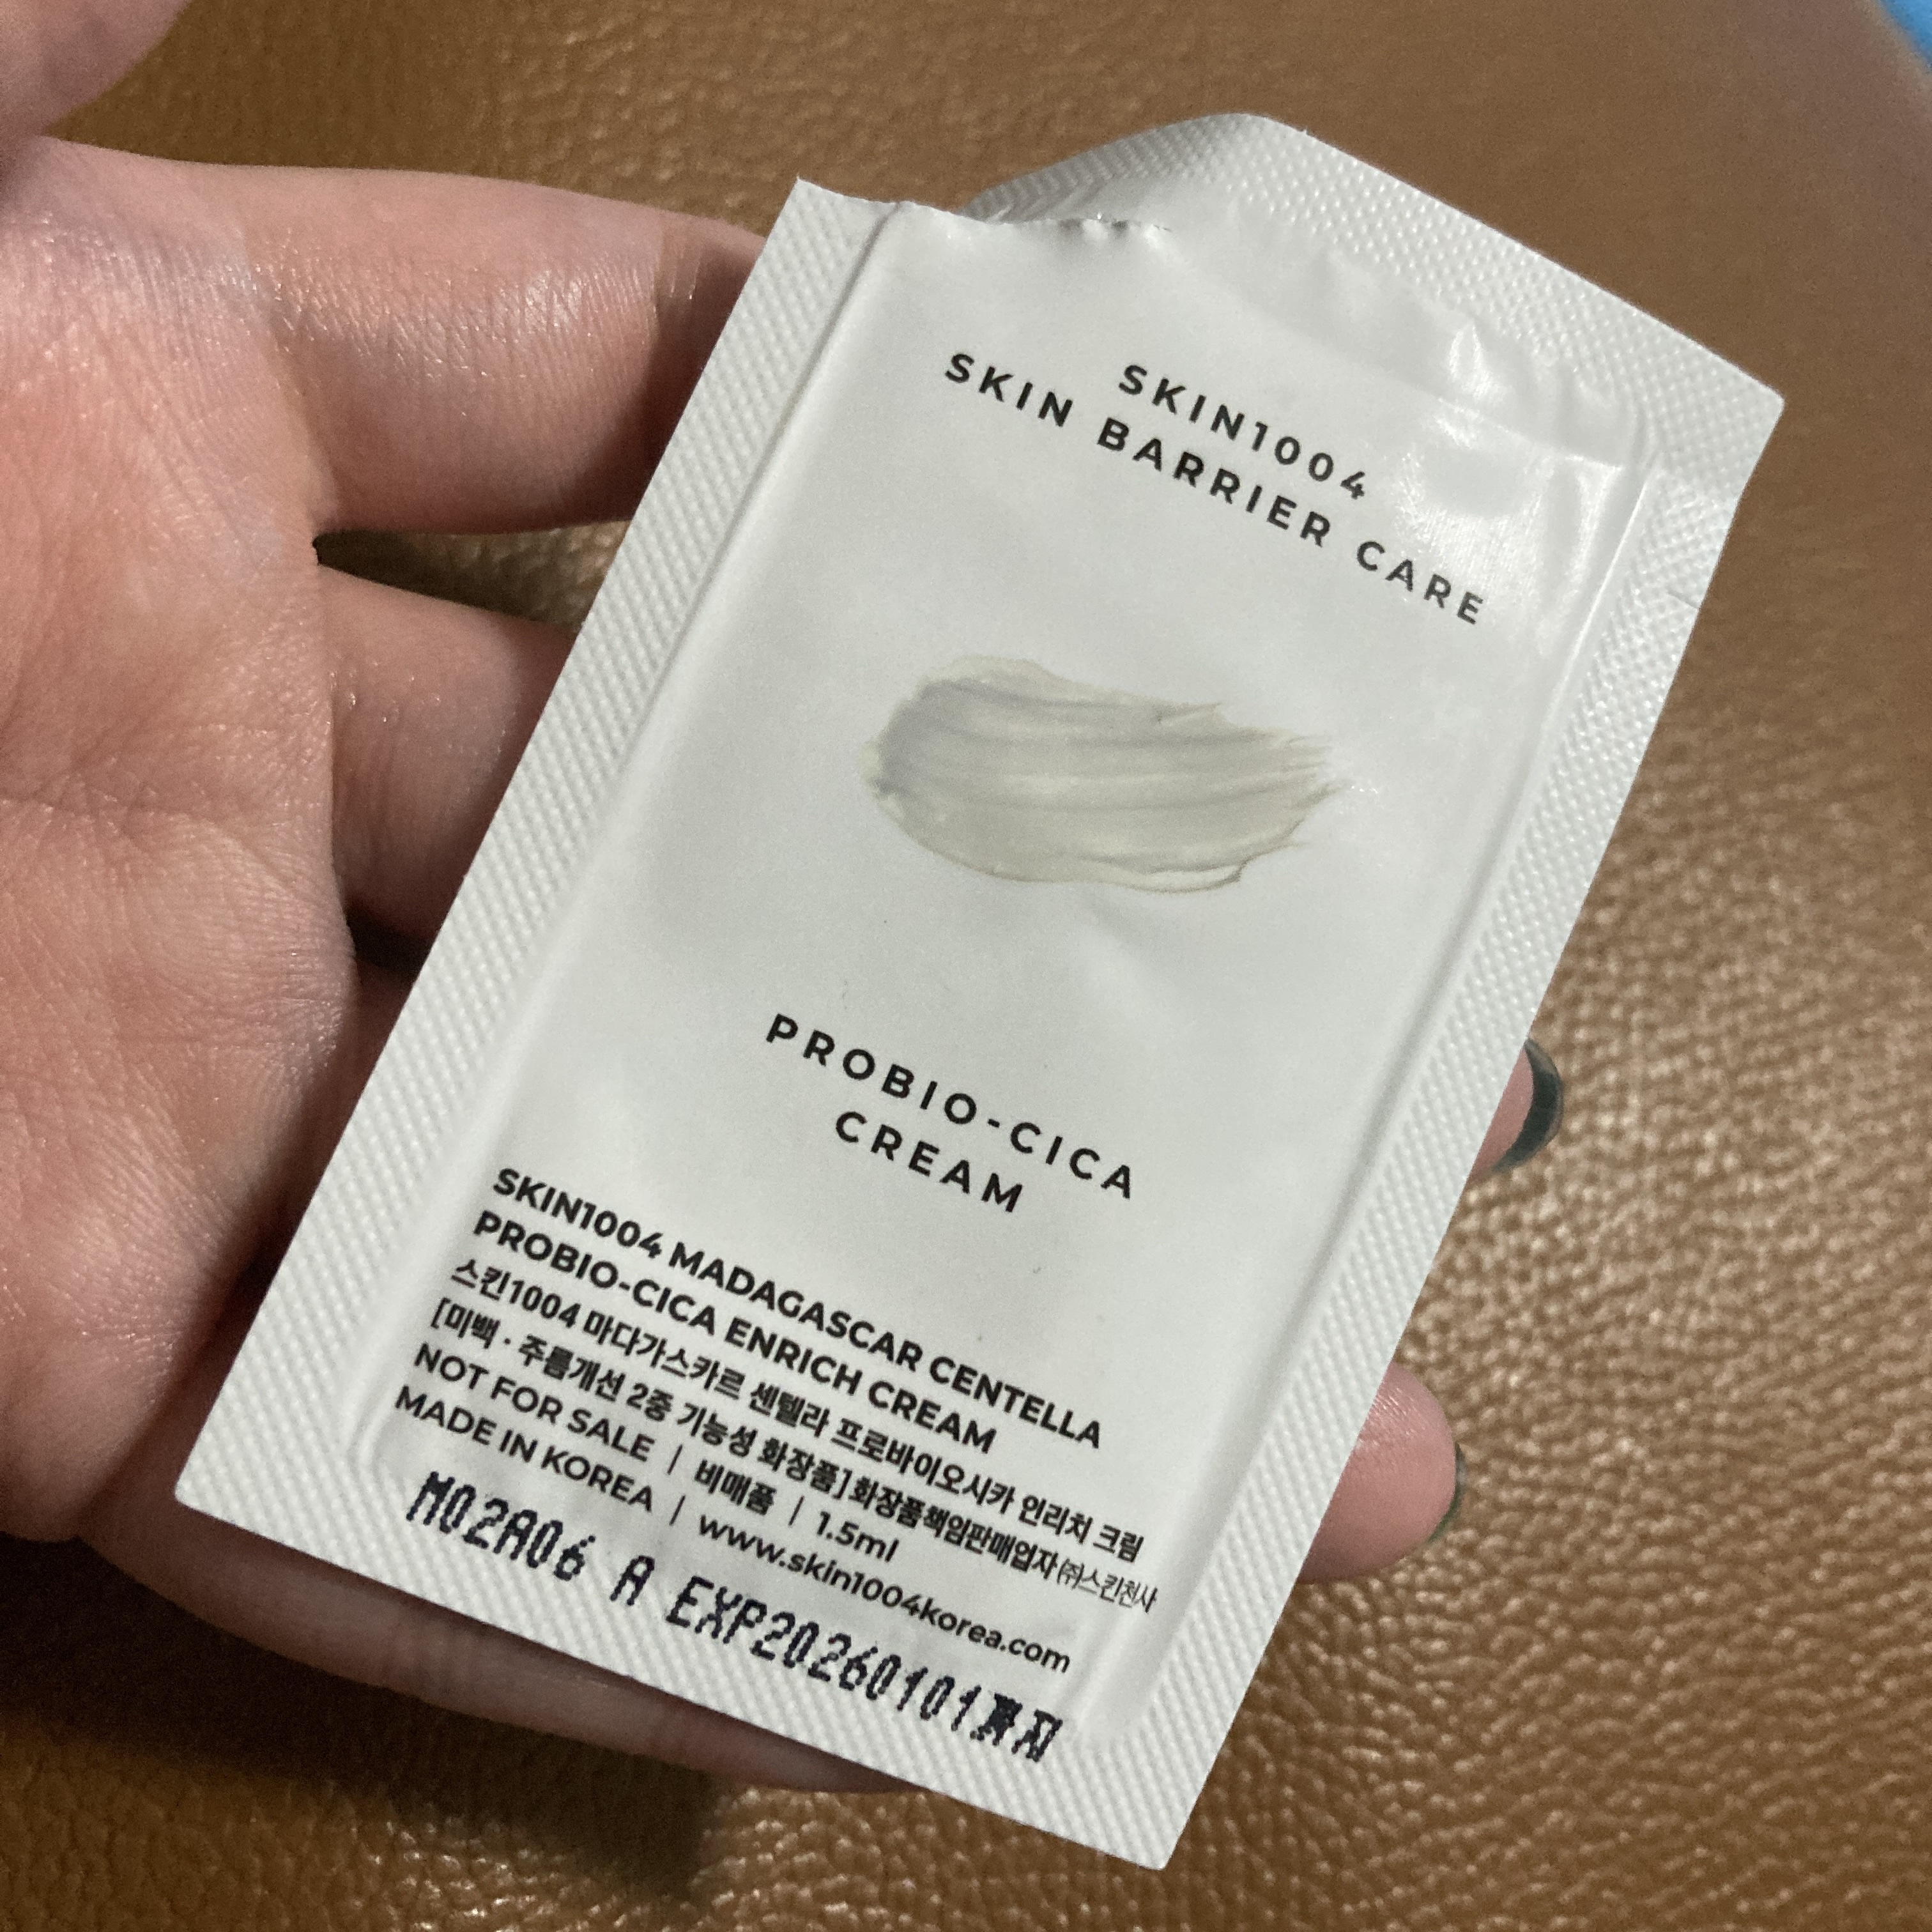 SKIN1004
SKIN BARRIER CARE
PROBIO-CICA
CREAM
SKIN1004 MADAGASCAR CENTELLA
PROBIO-CICA ENRICH CREAM
스킨1004 마다가스카르 센텔라 프로바이오시카 인리치 크림
[미백 · 주름개선 2중 기능성 화장품] 화장품책임판매업자 ㈜스킨천사
NOT FOR SALE | 비매품 | 1.5ml
MADE IN KOREA | www.skin1004korea.com
M02A06 A EXP20260101까지